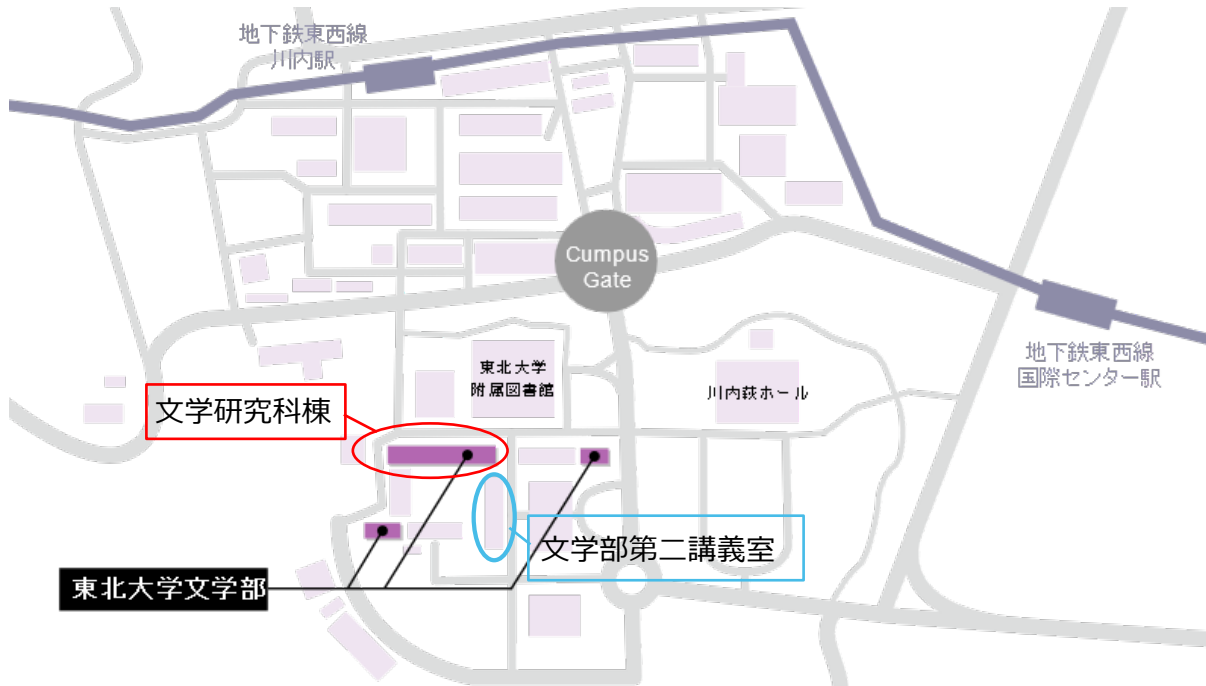 地下鉄東西線
川内駅
Cumpus
Gate
地下鉄東西線
国際センター駅
東北大学
附属図書館
川内萩ホール
文学研究科棟
文学部第二講義室
東北大学文学部